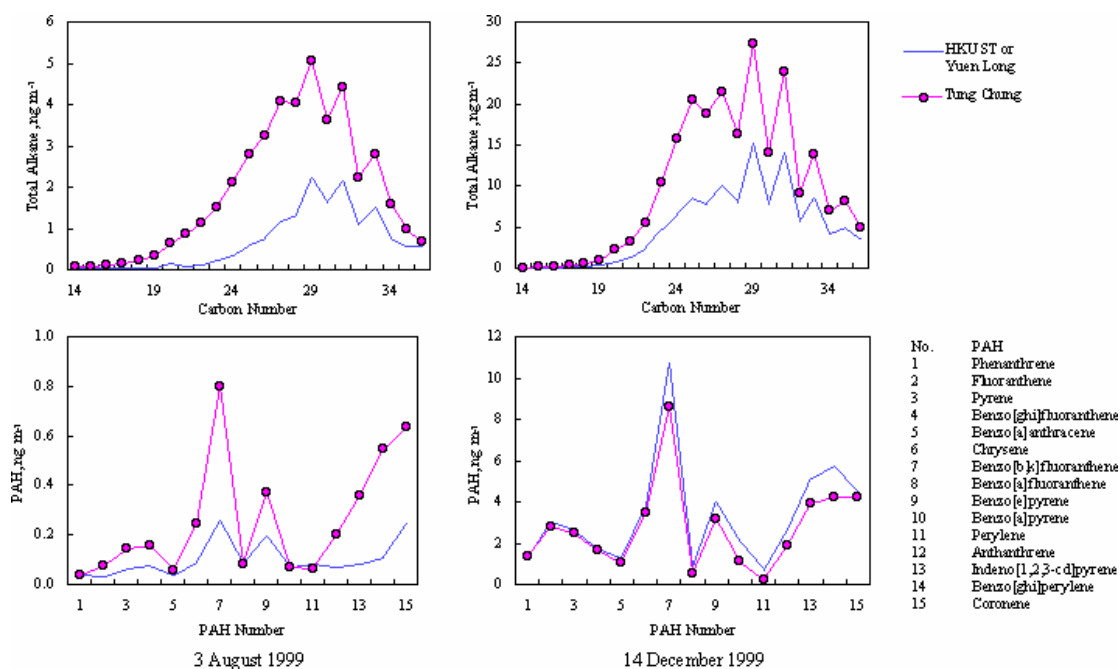 6
5
4
3
2
1
0
Total Alkane, ng m-3
14 19 24 29 34
Carbon Number
30
25
20
15
10
5
0
Total Alkane, ng m-3
14 19 24 29 34
Carbon Number
HKUST or
Yuen Long
Tung Chung
1.0
0.8
0.6
0.4
0.2
0.0
PAH, ng m-3
1 3 5 7 9 11 13 15
PAH Number
3 August 1999
12
10
8
6
4
2
0
PAH, ng m-3
1 3 5 7 9 11 13 15
PAH Number
14 December 1999
No. PAH
1 Phenanthrene
2 Fluoranthene
3 Pyrene
4 Benzo[ghi]fluoranthene
5 Benzo[a]anthracene
6 Chrysene
7 Benzo[b,k]fluoranthene
8 Benzo[a]fluoranthene
9 Benzo[e]pyrene
10 Benzo[a]pyrene
11 Perylene
12 Anthanthrene
13 Indeno[1,2,3-cd]pyrene
14 Benzo[ghi]perylene
15 Coronene